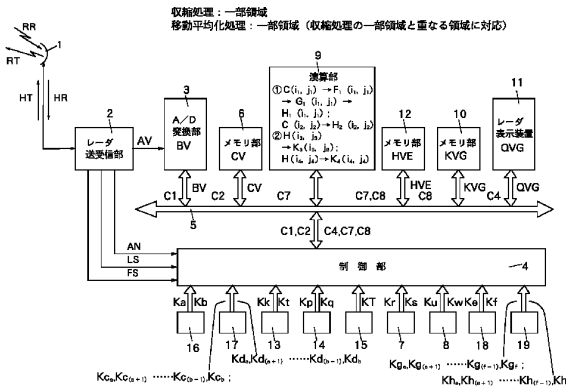 収縮処理：一部領域
移動平均化処理：一部領域（収縮処理の一部領域と重なる領域に対応）
RR
1
RT
HT
HR
2
レーダ
送受信部
AV
3
A／D
変換部
BV
6
メモリ部
CV
9
演算部
①C(i₁, j₁) →F₁ (i₁, j₁)
→ G₁ (i₁, j₁) →
H₁ (i₁, j₁) ;
C (i₂, j₂)→H₂ (i₂, j₂)
②H(i₃, j₃)
→K₃(i₃, j₃);
H(i₄, j₄)→K₄(i₄, j₄)
12
メモリ部
HVE
10
メモリ部
KVG
11
レーダ
表示装置
QVG
C1
BV
C2
CV
C7
C7,C8
HVE
C8
KVG
C4
QVG
5
C1,C2
C4,C7,C8
AN
LS
FS
制 御 部
4
Ka Kb
Kk Kt
Kp Kq
KT
Kr Ks
Ku Kw
Ke Kf
16
17
13
14
15
7
8
18
19
Kdₐ,Kd₍ₐ₊₁₎ ⋯⋯Kd₍b₋₁₎,Kd_b
Kcₐ,Kc₍ₐ₊₁₎ ⋯⋯Kc₍b₋₁₎,Kc_b ;
Kgₑ,Kg₍ₑ₊₁₎ ⋯⋯Kg₍f₋₁₎,Kg_f ;
Khₑ,Kh₍ₑ₊₁₎ ⋯⋯Kh₍f₋₁₎,Kh